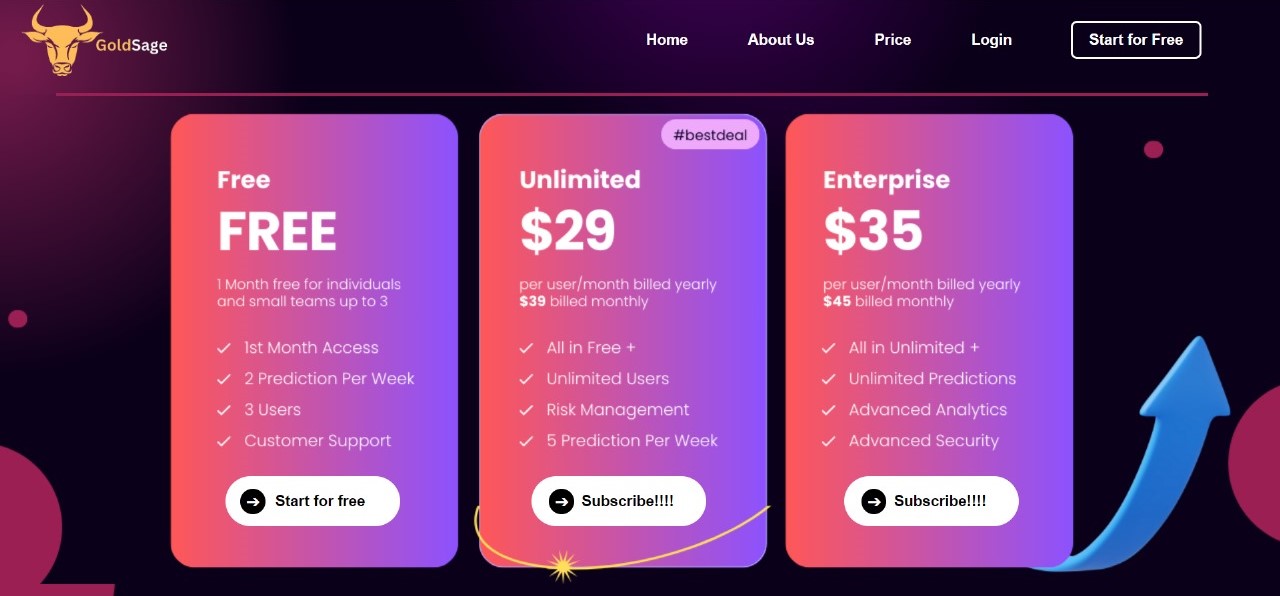 GoldSage
Home
About Us
Price
Login
Start for Free
Free
FREE
1 Month free for individuals
and small teams up to 3
1st Month Access
2 Prediction Per Week
3 Users
Customer Support
Start for free
#bestdeal
Unlimited
$29
per user/month billed yearly
$39 billed monthly
All in Free +
Unlimited Users
Risk Management
5 Prediction Per Week
Subscribe!!!!
Enterprise
$35
per user/month billed yearly
$45 billed monthly
All in Unlimited +
Unlimited Predictions
Advanced Analytics
Advanced Security
Subscribe!!!!